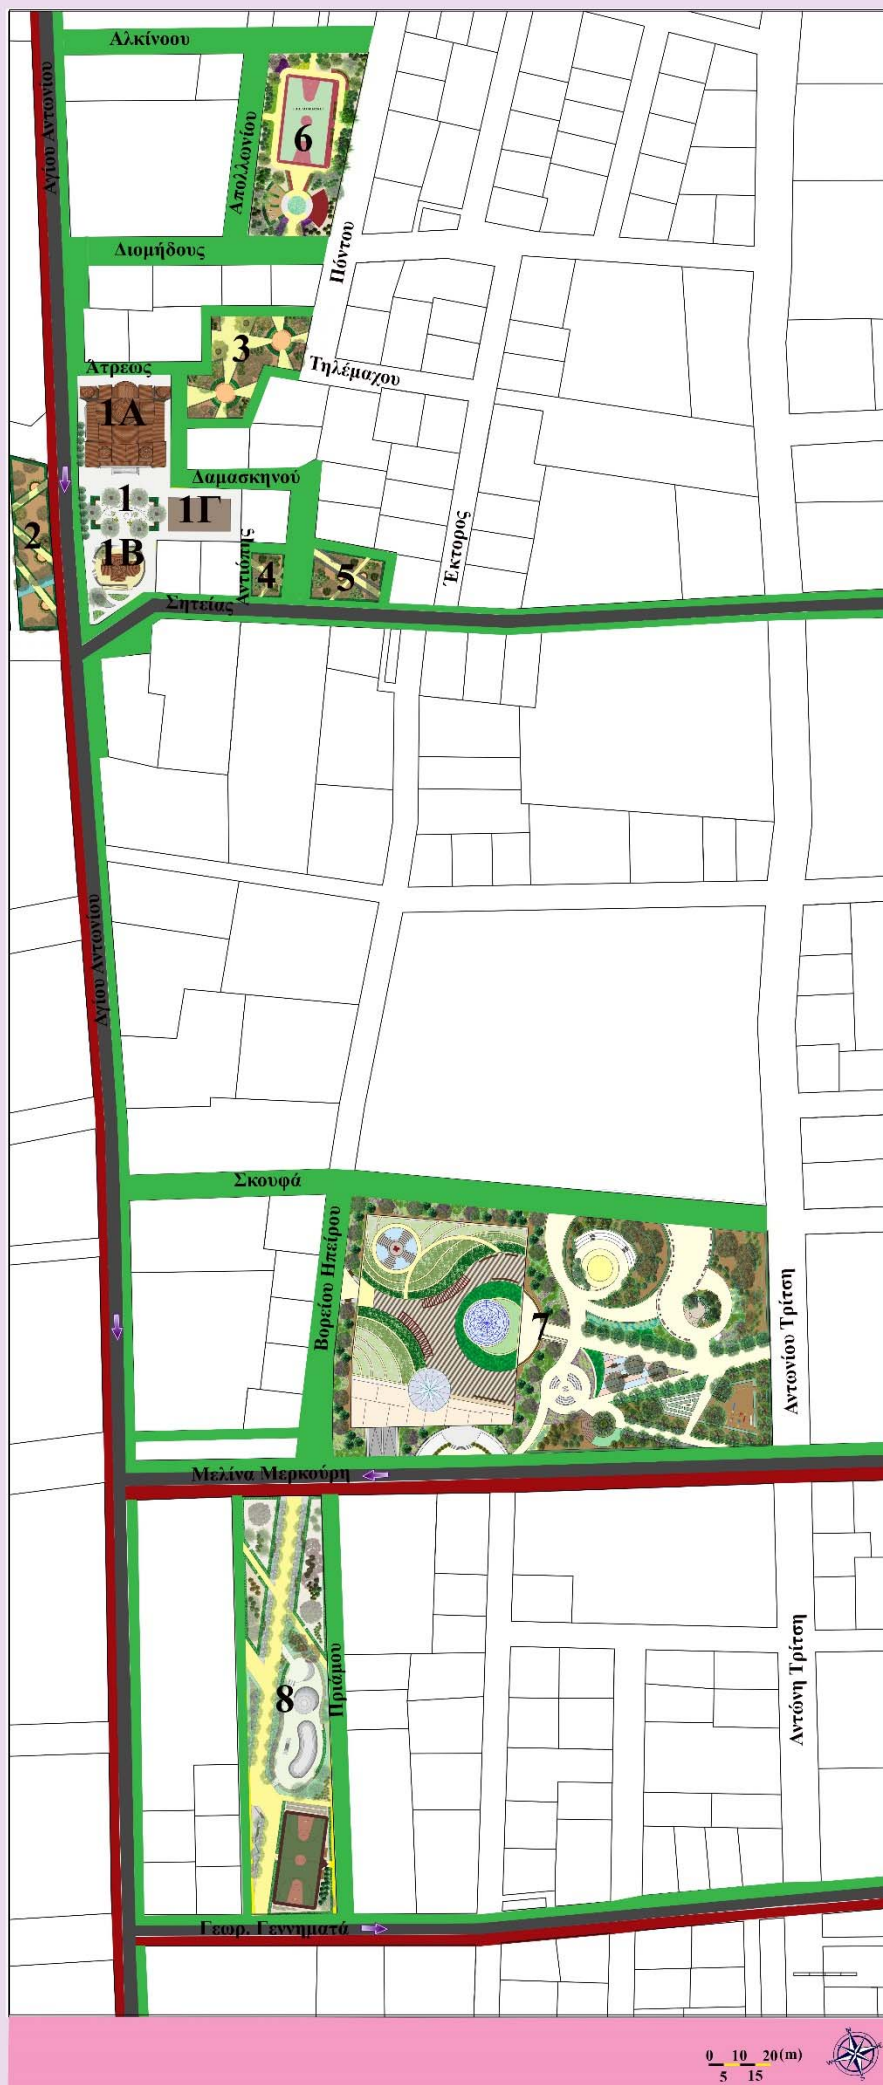 Αλκίνοου
Αγίου Αντωνίου
Απολλωνίου
6
Διομήδους
Πόντου
3
Άτρεως
Τηλέμαχου
1Α
Δαμασκηνού
1
1Γ
2
1Β
Αντιόπης
4
5
Έκτορος
Σητείας
Αγίου Αντωνίου
Σκουφά
Βορείου Ηπείρου
7
Αντωνίου Τρίτση
Μελίνα Μερκούρη
8
Πριάμου
Αντώνη Τρίτση
Γεωρ. Γεννηματά
0 10 20(m)
5 15